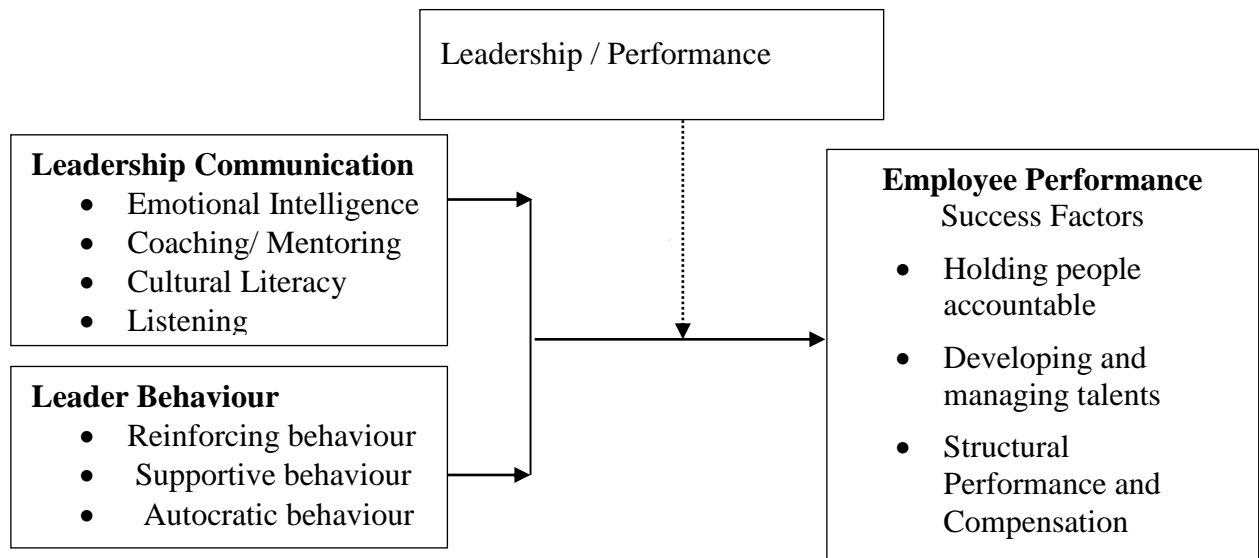 Leadership / Performance
Leadership Communication
• Emotional Intelligence
• Coaching/ Mentoring
• Cultural Literacy
• Listening
Leader Behaviour
• Reinforcing behaviour
• Supportive behaviour
• Autocratic behaviour
Employee Performance
Success Factors
• Holding people
accountable
• Developing and
managing talents
• Structural
Performance and
Compensation